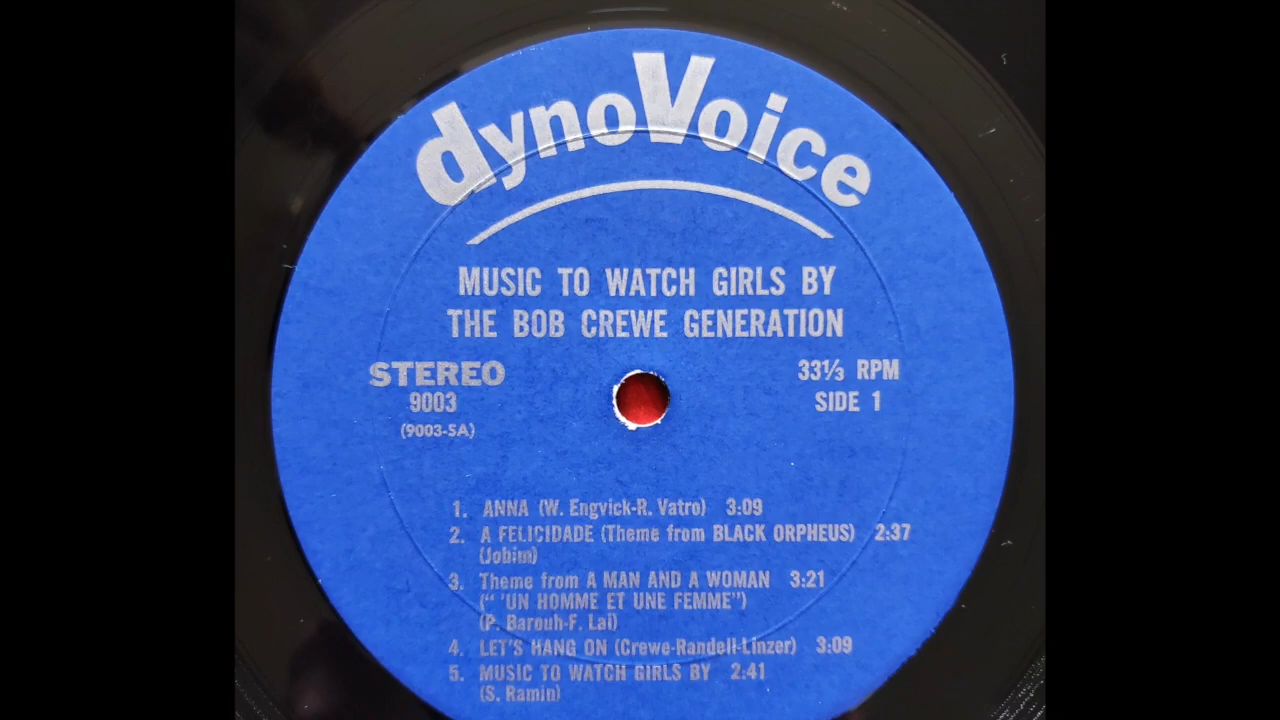 dynoVoice
MUSIC TO WATCH GIRLS BY
THE BOB CREWE GENERATION
STEREO
9003
(9003-SA)
33⅓ RPM
SIDE 1
1. ANNA (W. Engvick-R. Vatro) 3:09
2. A FELICIDADE (Theme from BLACK ORPHEUS) 2:37
(Jobim)
3. Theme from A MAN AND A WOMAN 3:21
(“ 'UN HOMME ET UNE FEMME”)
(P. Barouh-F. Lai)
4. LET'S HANG ON (Crewe-Randell-Linzer) 3:09
5. MUSIC TO WATCH GIRLS BY 2:41
(S. Ramin)